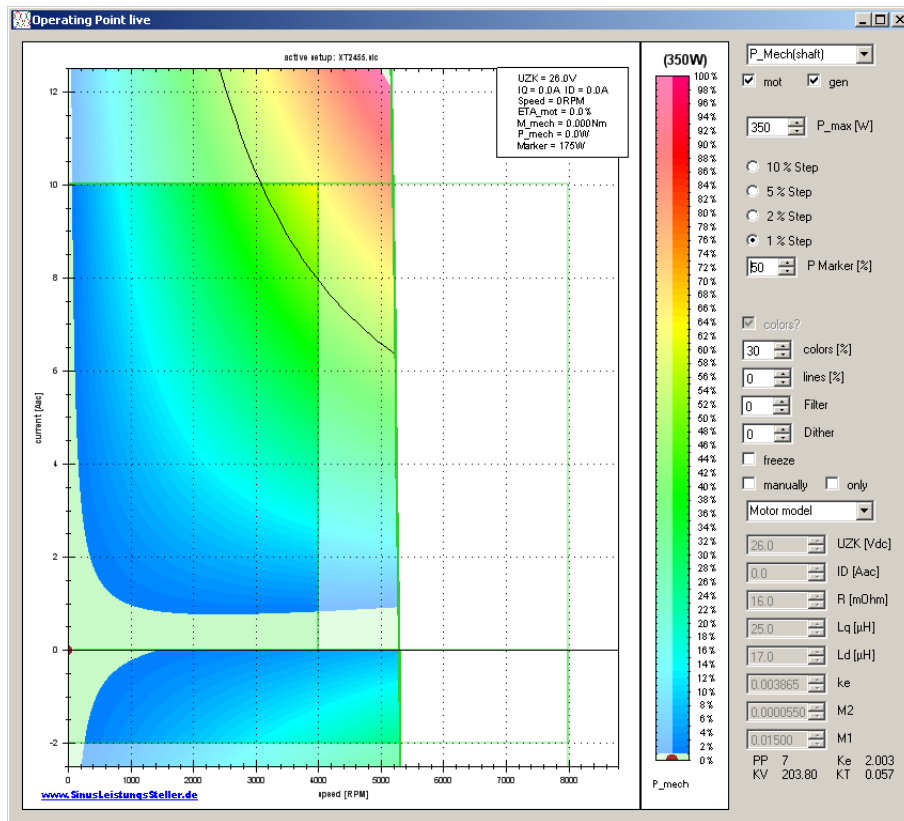 Operating Point live
active setup: XT2455.slc
UZK = 26.0V
IQ = 0.0A ID = 0.0A
Speed = 0RPM
ETA_mot = 0.0%
M_mech = 0.000Nm
P_mech = 0.0W
Marker = 175W
12
10
8
6
4
2
0
-2
current [Aac]
0 1000 2000 3000 4000 5000 6000 7000 8000
speed [RPM]
www.SinusLeistungsSteller.de
(350W)
100 %
98 %
96 %
94 %
92 %
90 %
88 %
86 %
84 %
82 %
80 %
78 %
76 %
74 %
72 %
70 %
68 %
66 %
64 %
62 %
60 %
58 %
56 %
54 %
52 %
50 %
48 %
46 %
44 %
42 %
40 %
38 %
36 %
34 %
32 %
30 %
28 %
26 %
24 %
22 %
20 %
18 %
16 %
14 %
12 %
10 %
8 %
6 %
4 %
2 %
0 %
P_mech
P_Mech(shaft)
mot gen
350 P_max [W]
10 % Step
5 % Step
2 % Step
1 % Step
50 P Marker [%]
colors?
30 colors [%]
0 lines [%]
0 Filter
0 Dither
freeze
manually only
Motor model
26.0 UZK [Vdc]
0.0 ID [Aac]
16.0 R [mOhm]
25.0 Lq [µH]
17.0 Ld [µH]
0.003865 ke
0.0000550 M2
0.01500 M1
PP 7 Ke 2.003
KV 203.80 KT 0.057